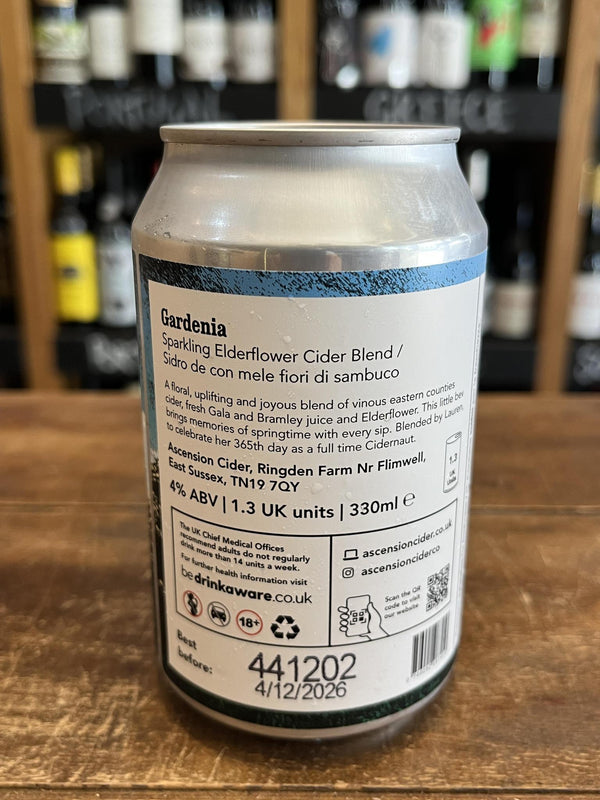 GREECE
Gardenia
Sparkling Elderflower Cider Blend /
Sidro de con mele fiori di sambuco
A floral, uplifting and joyous blend of vinous eastern counties
cider, fresh Gala and Bramley juice and Elderflower. This little bev
brings memories of springtime with every sip. Blended by Lauren,
to celebrate her 365th day as a full time Cidernaut.
Ascension Cider, Ringden Farm Nr Flimwell,
East Sussex, TN19 7QY
4% ABV | 1.3 UK units | 330ml ℮
1.3
UK
Units
The UK Chief Medical Offices
recommend adults do not regularly
drink more than 14 units a week.
For further health information visit
bedrinkaware.co.uk
18+
ascensioncider.co.uk
ascensionciderco
Scan the QR
code to visit
our website
Best
before:
441202
4/12/2026